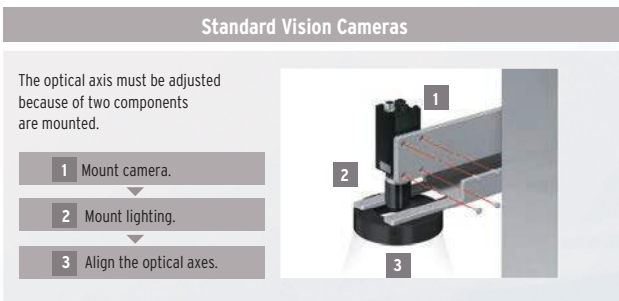 Standard Vision Cameras
The optical axis must be adjusted
because of two components
are mounted.
1 Mount camera.
2 Mount lighting.
3 Align the optical axes.
1
2
3